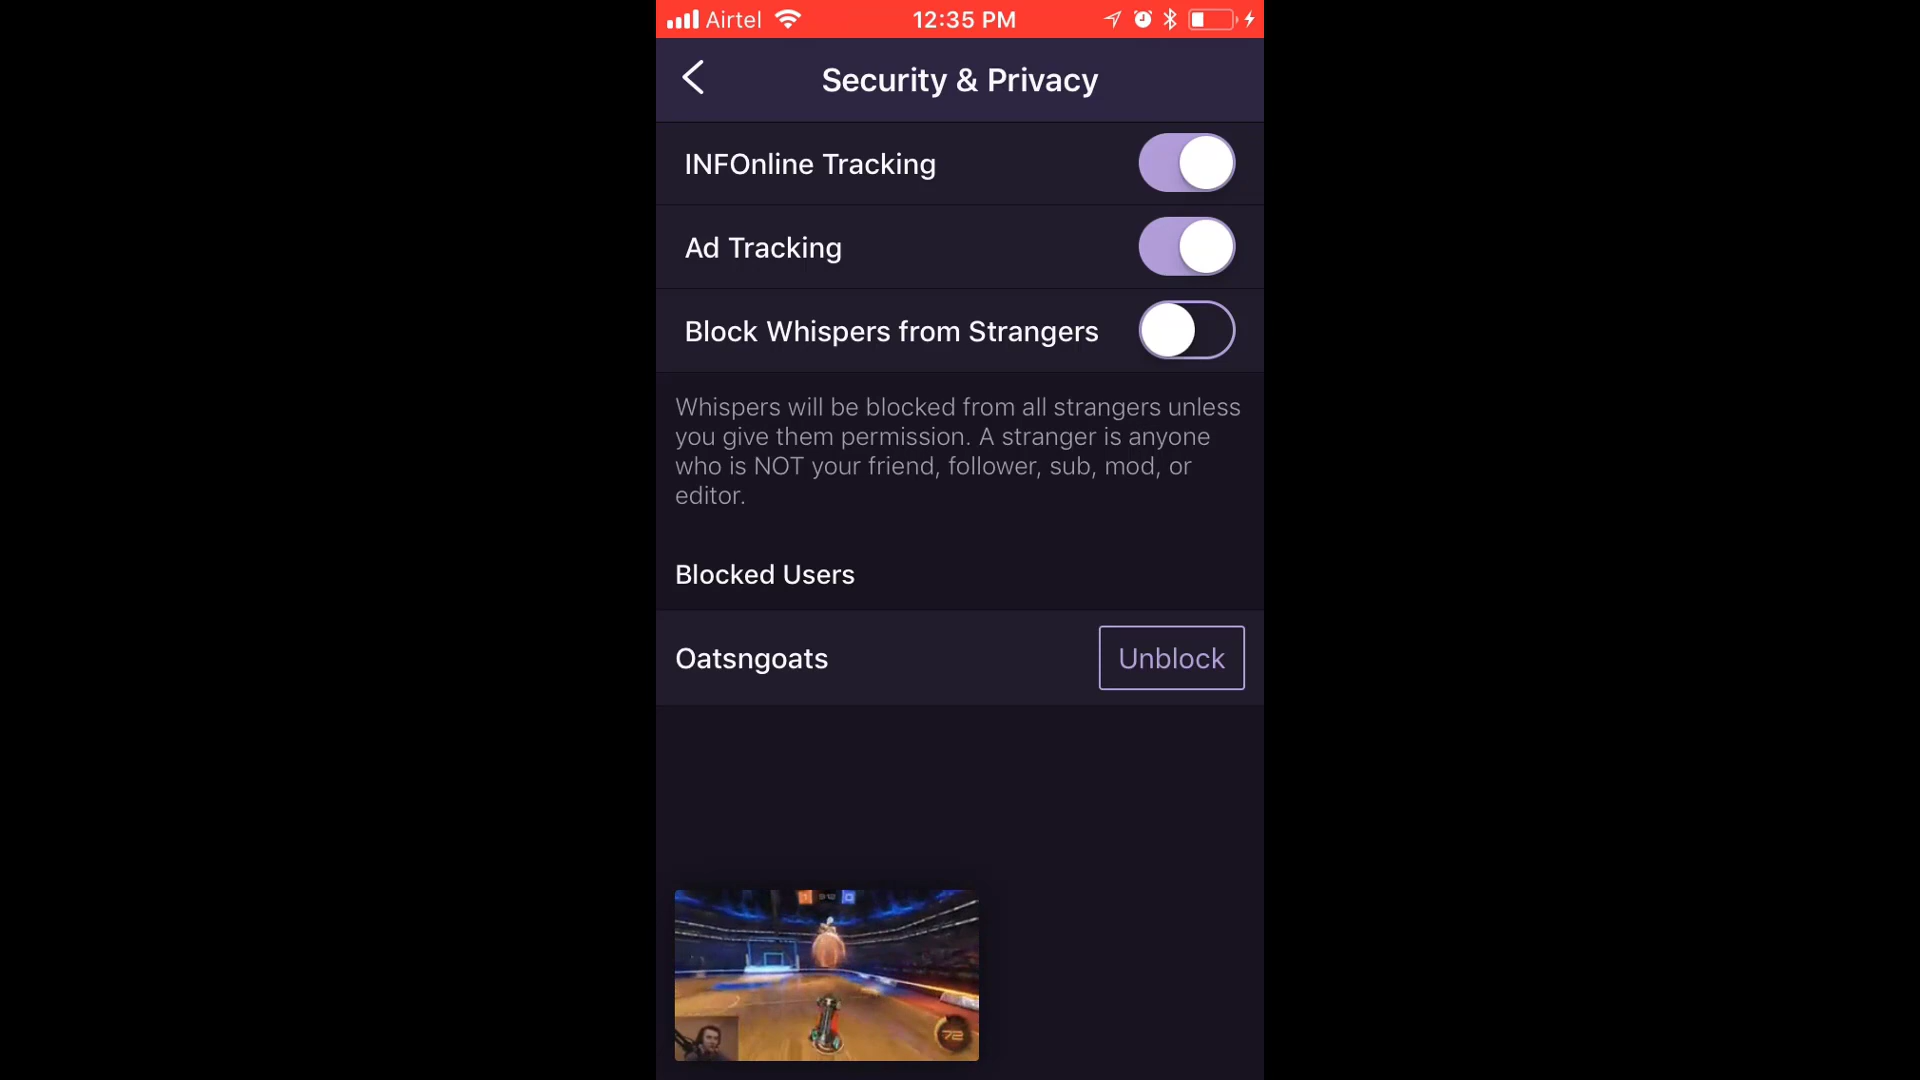 Airtel 12:35 PM
Security & Privacy
INFOnline Tracking
Ad Tracking
Block Whispers from Strangers
Whispers will be blocked from all strangers unless
you give them permission. A stranger is anyone
who is NOT your friend, follower, sub, mod, or
editor.
Blocked Users
Oatsngoats Unblock
1
72